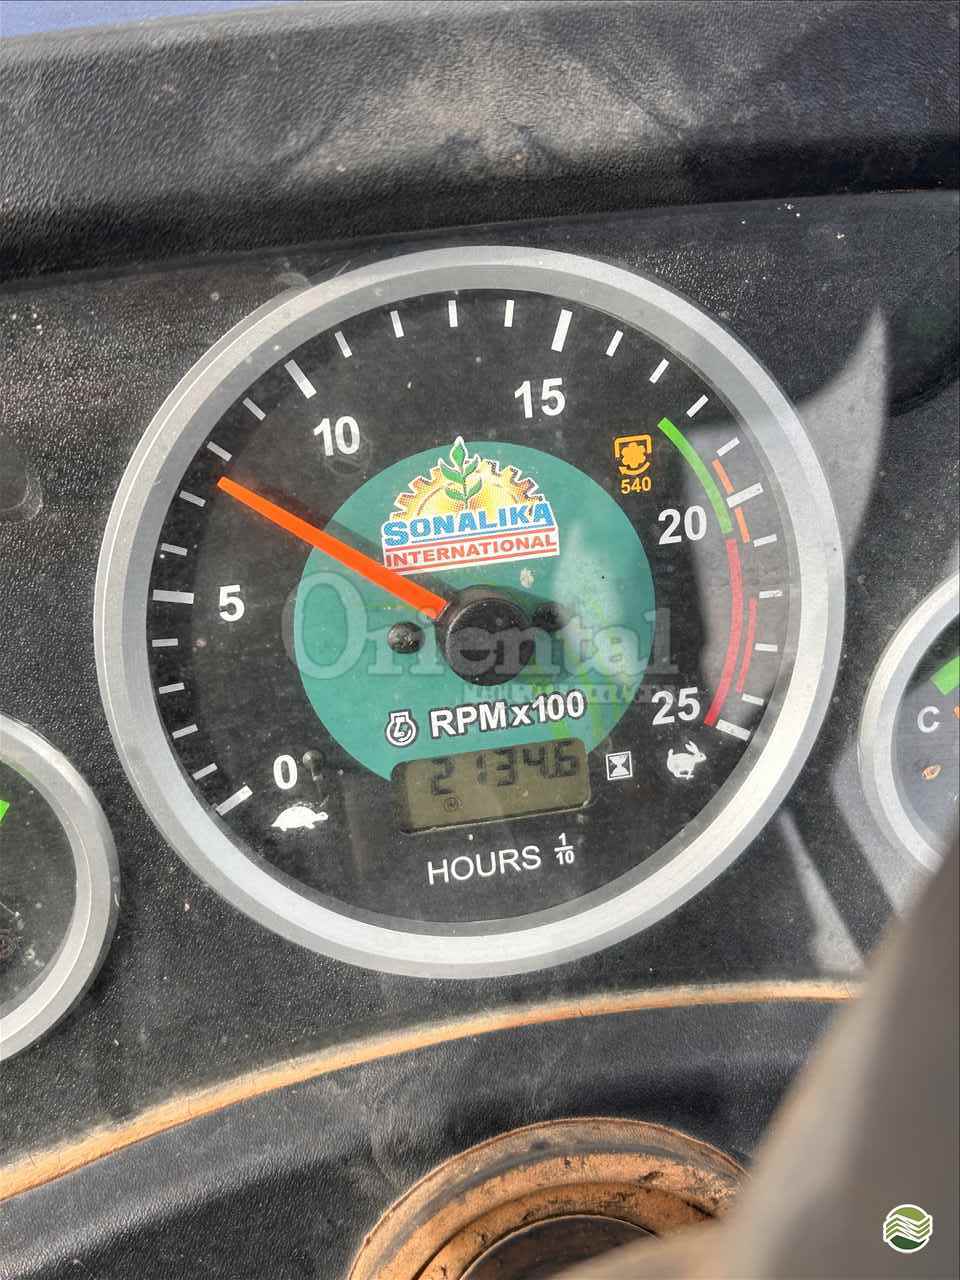 10
15
540
SONALIKA
INTERNATIONAL
20
5
Oriental
RPMx100
25
0
2134.6
HOURS 1/10
C